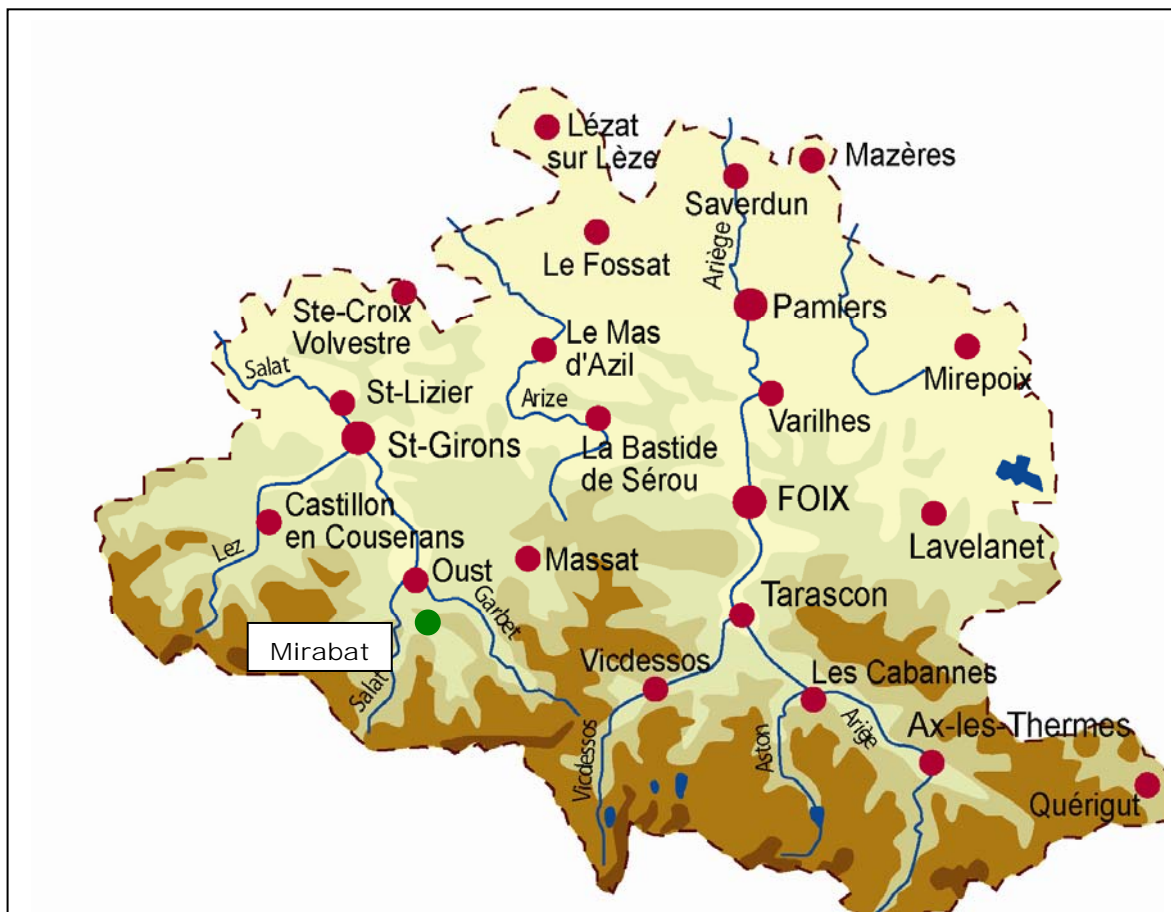 Lézat
sur Lèze
Mazères
Saverdun
Ariège
Le Fossat
Pamiers
Ste-Croix
Volvestre
Le Mas
d'Azil
Mirepoix
Salat
St-Lizier
Arize
Varilhes
St-Girons
La Bastide
de Sérou
FOIX
Castillon
en Couserans
Lavelanet
Lez
Massat
Oust
Garbet
Tarascon
Mirabat
Vicdessos
Les Cabannes
Salat
Ariège
Ax-les-Thermes
Vicdessos
Aston
Quérigut